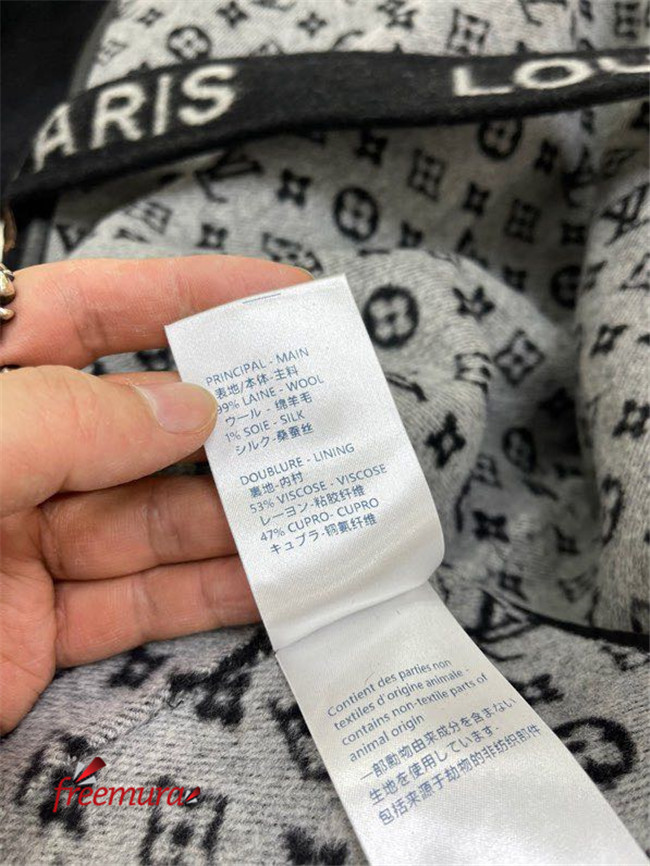 ARIS LOU
PRINCIPAL - MAIN
表地/本体-主料
99% LAINE - WOOL
ウール - 绵羊毛
1% SOIE - SILK
シルク-桑蚕丝
DOUBLURE - LINING
裏地-内村
53% VISCOSE - VISCOSE
レーヨン-粘胶纤维
47% CUPRO- CUPRO
キュプラ-铜氨纤维
Contient des parties non
textiles d'origine animale -
contains non-textile parts of
animal origin
一部動物由来成分を含まない
生地を使用しています.
包括来源于动物的非纺织部件
freemura